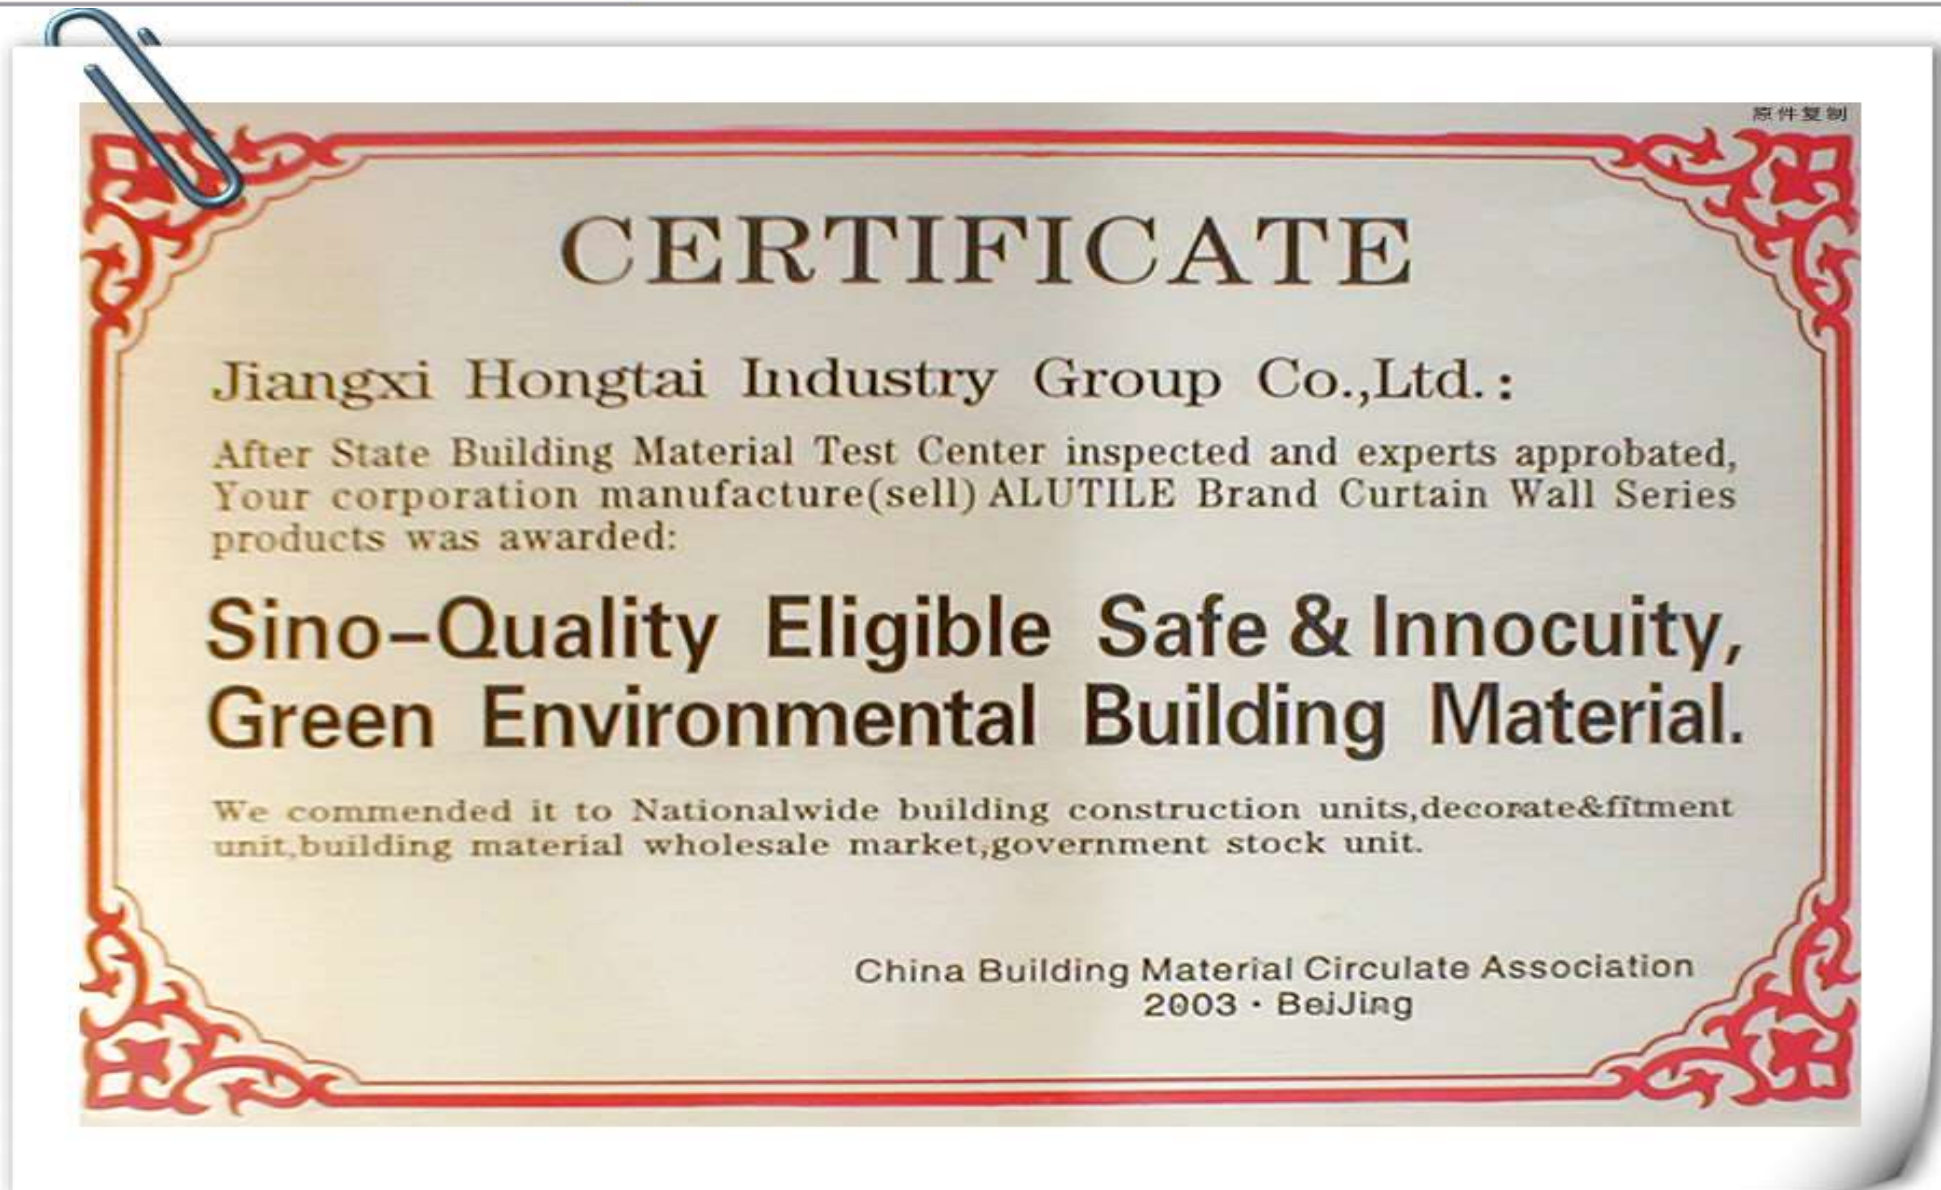 原件复制
CERTIFICATE
Jiangxi Hongtai Industry Group Co.,Ltd.:
After State Building Material Test Center inspected and experts approbated,
Your corporation manufacture(sell) ALUTILE Brand Curtain Wall Series
products was awarded:
Sino-Quality Eligible Safe & Innocuity,
Green Environmental Building Material.
We commended it to Nationalwide building construction units,decorate&fitment
unit,building material wholesale market,government stock unit.
China Building Material Circulate Association
2003 · BeiJing